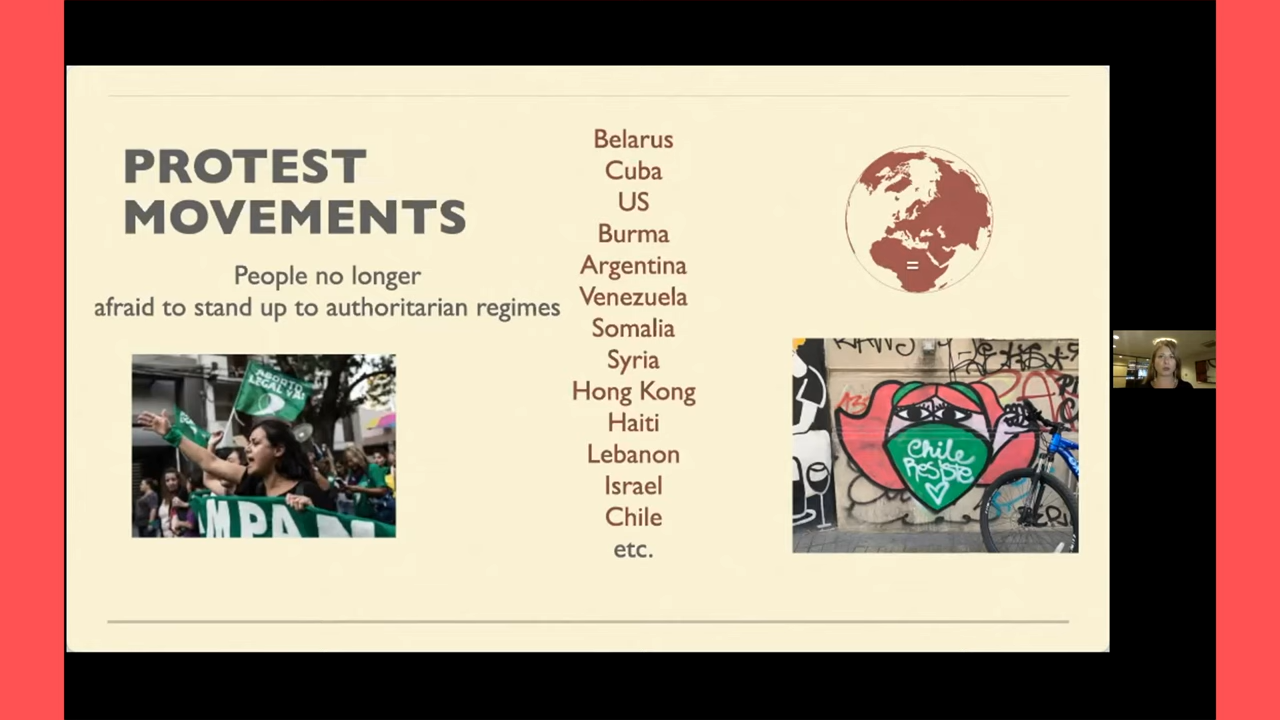 PROTEST
MOVEMENTS
People no longer
afraid to stand up to authoritarian regimes
Belarus
Cuba
US
Burma
Argentina
Venezuela
Somalia
Syria
Hong Kong
Haiti
Lebanon
Israel
Chile
etc.
=
ABORTO
LEGAL YA!
MPA
Chile
Resiste